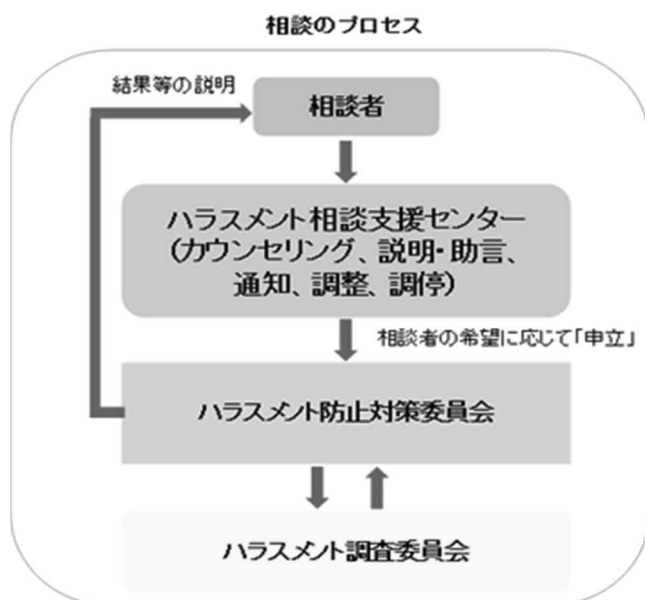 相談のプロセス
結果等の説明
相談者
ハラスメント相談支援センター
(カウンセリング、説明・助言、
通知、調整、調停)
相談者の希望に応じて「申立」
ハラスメント防止対策委員会
ハラスメント調査委員会